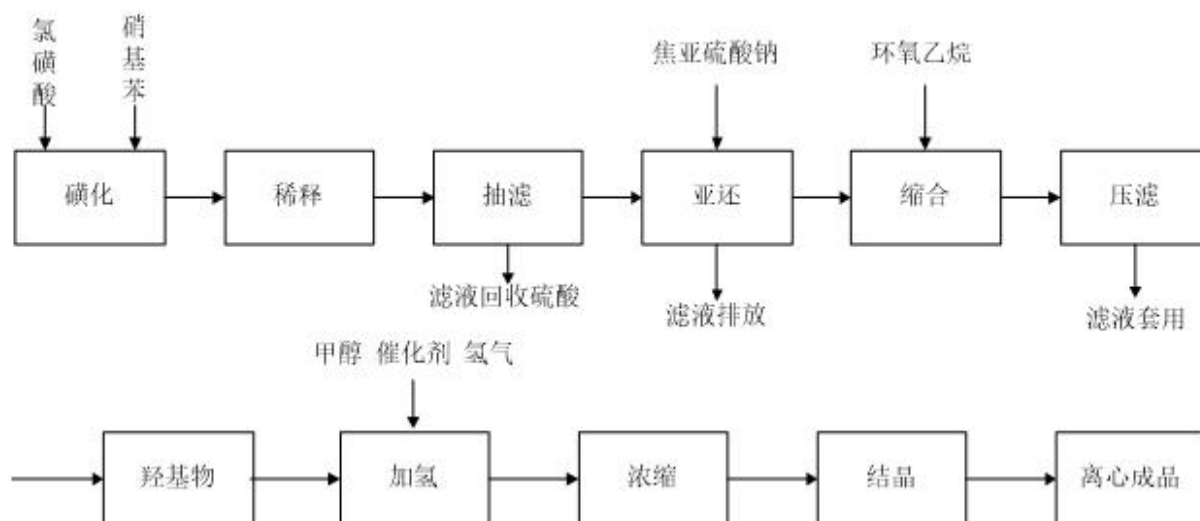 氯磺酸
硝基苯
焦亚硫酸钠
环氧乙烷
磺化
稀释
抽滤
亚还
缩合
压滤
滤液回收硫酸
滤液排放
滤液套用
甲醇 催化剂 氢气
羟基物
加氢
浓缩
结晶
离心成品